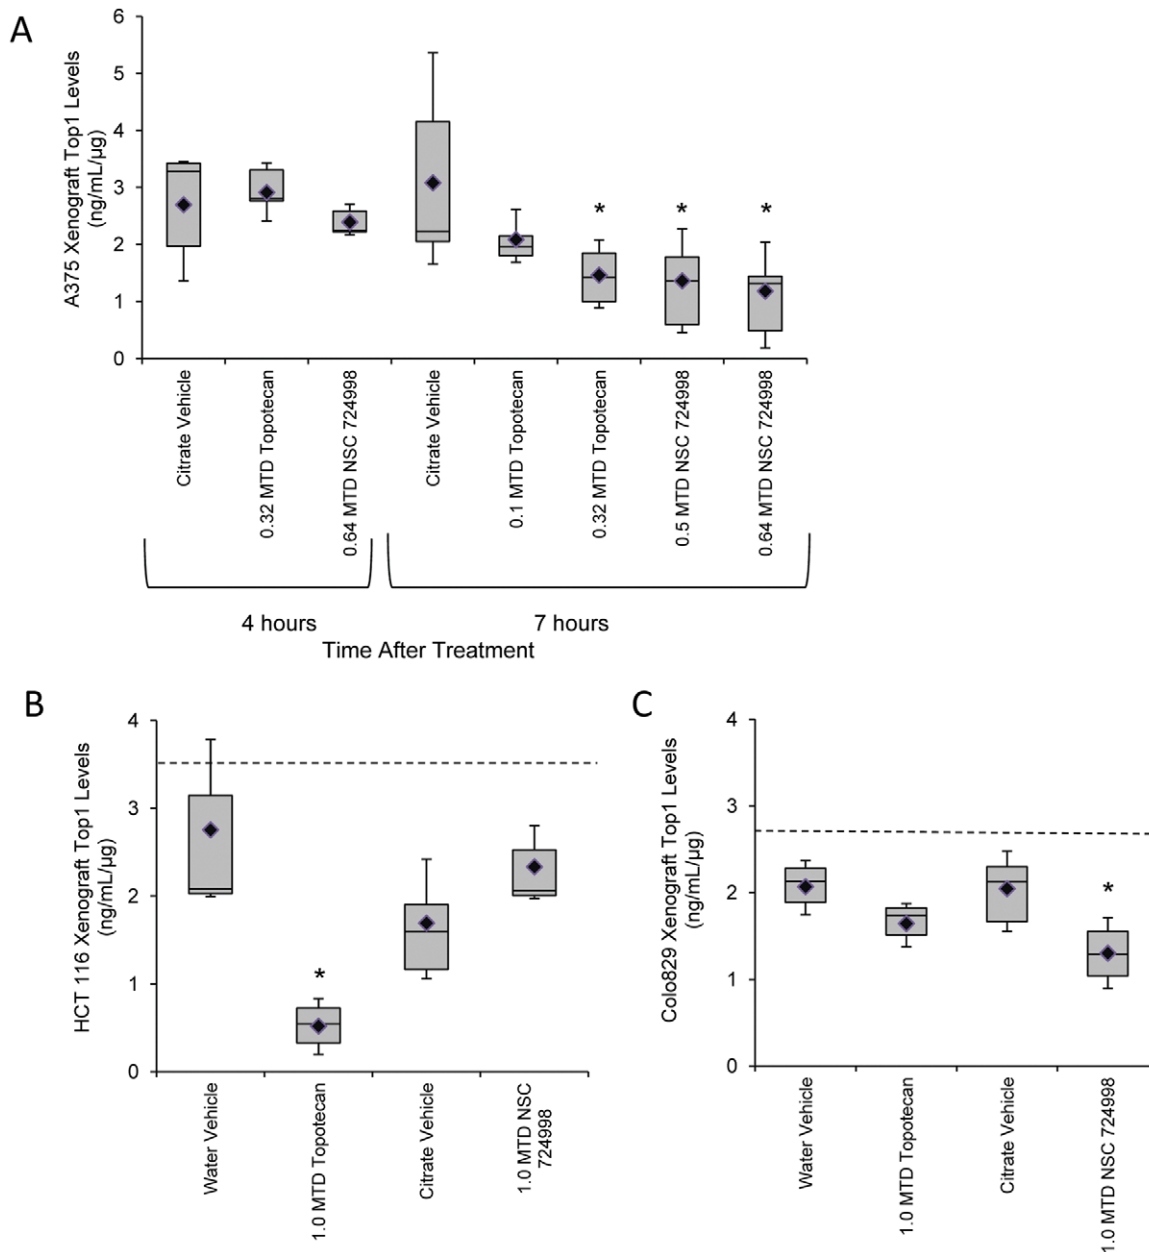 A
A375 Xenograft Top1 Levels
(ng/mL/µg)
6
5
4
3
2
1
0
* * *
Citrate Vehicle
0.32 MTD Topotecan
0.64 MTD NSC 724998
Citrate Vehicle
0.1 MTD Topotecan
0.32 MTD Topotecan
0.5 MTD NSC 724998
0.64 MTD NSC 724998
4 hours 7 hours
Time After Treatment
B
HCT 116 Xenograft Top1 Levels
(ng/mL/µg)
4
3
2
1
0
*
Water Vehicle
1.0 MTD Topotecan
Citrate Vehicle
1.0 MTD NSC
724998
C
Colo829 Xenograft Top1 Levels
(ng/mL/µg)
4
3
2
1
0
*
Water Vehicle
1.0 MTD Topotecan
Citrate Vehicle
1.0 MTD NSC 724998